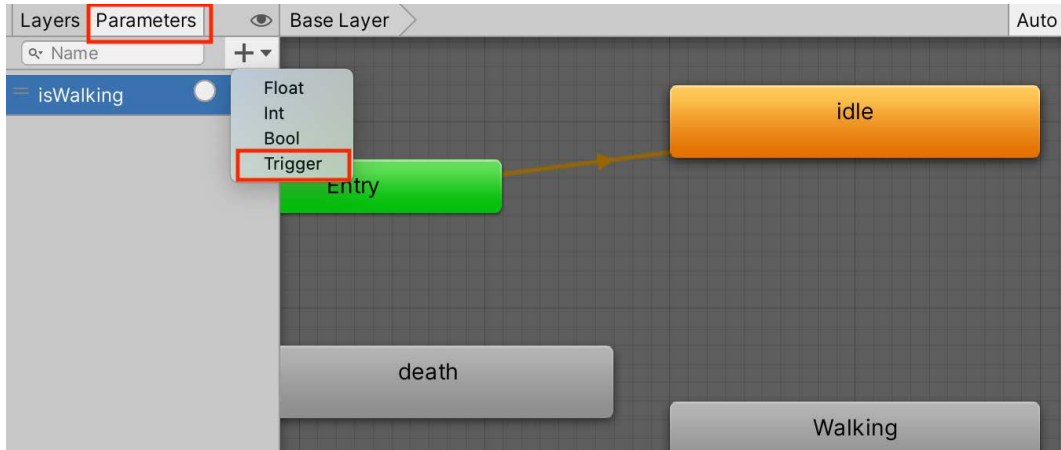 Layers Parameters Base Layer Auto
Name
isWalking
Float
Int
Bool
Trigger
idle
Entry
death
Walking